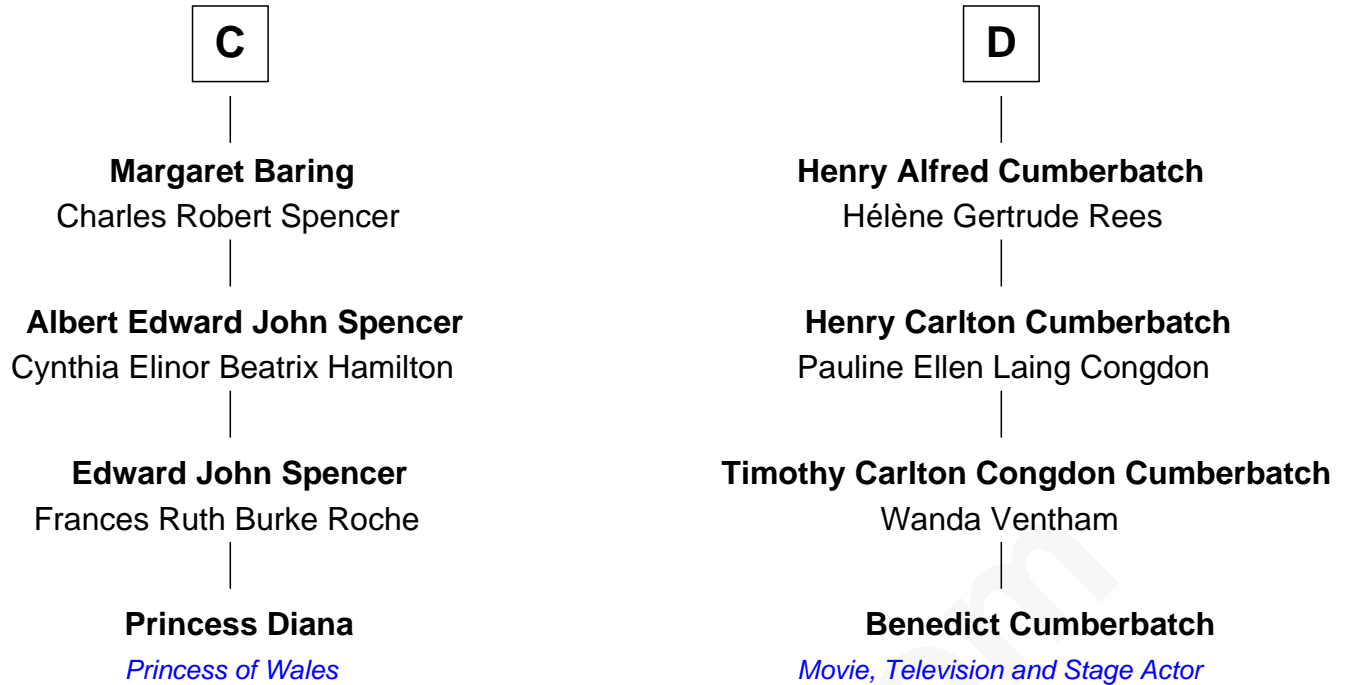 C
Margaret Baring
Charles Robert Spencer
Albert Edward John Spencer
Cynthia Elinor Beatrix Hamilton
Edward John Spencer
Frances Ruth Burke Roche
Princess Diana
Princess of Wales
D
Henry Alfred Cumberbatch
Hélène Gertrude Rees
Henry Carlton Cumberbatch
Pauline Ellen Laing Congdon
Timothy Carlton Congdon Cumberbatch
Wanda Ventham
Benedict Cumberbatch
Movie, Television and Stage Actor